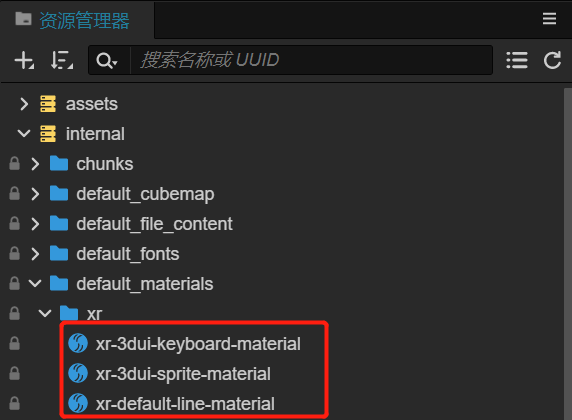 资源管理器
搜索名称或 UUID
assets
internal
chunks
default_cubemap
default_file_content
default_fonts
default_materials
xr
xr-3dui-keyboard-material
xr-3dui-sprite-material
xr-default-line-material